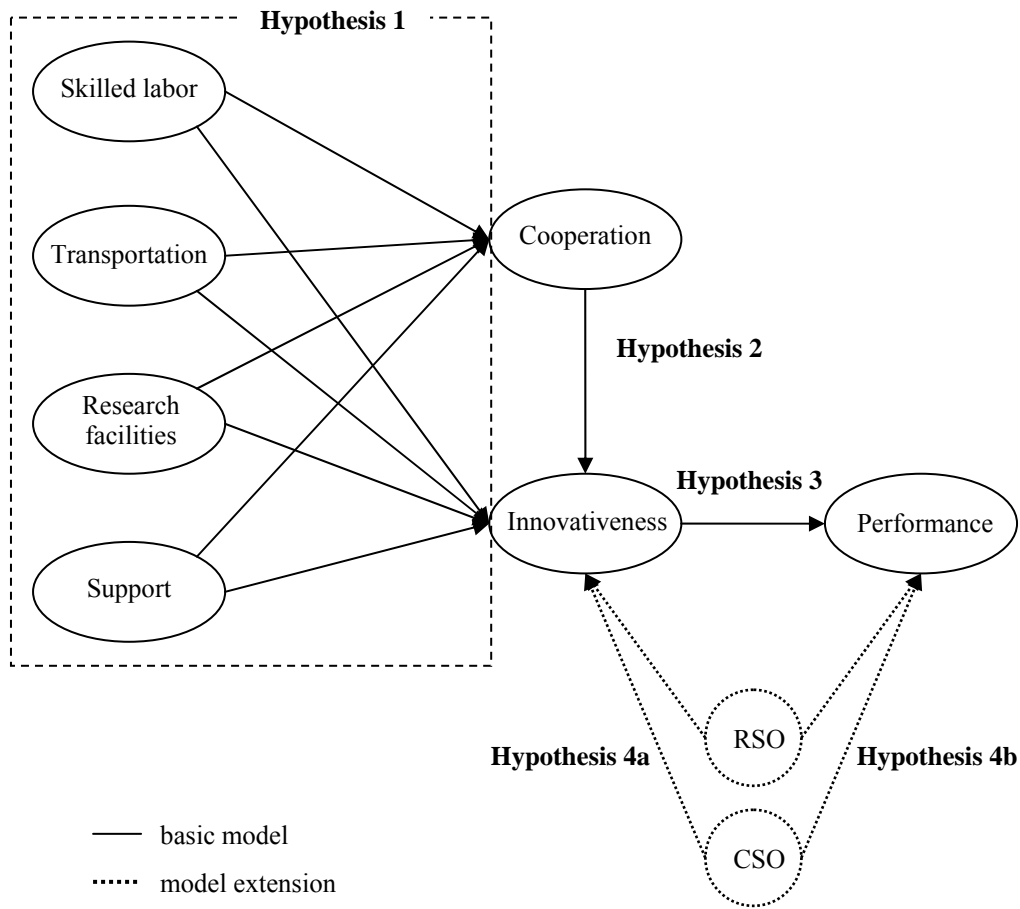 Hypothesis 1
Skilled labor
Transportation
Research
facilities
Support
Cooperation
Hypothesis 2
Innovativeness
Hypothesis 3
Performance
RSO
Hypothesis 4a
Hypothesis 4b
CSO
basic model
model extension